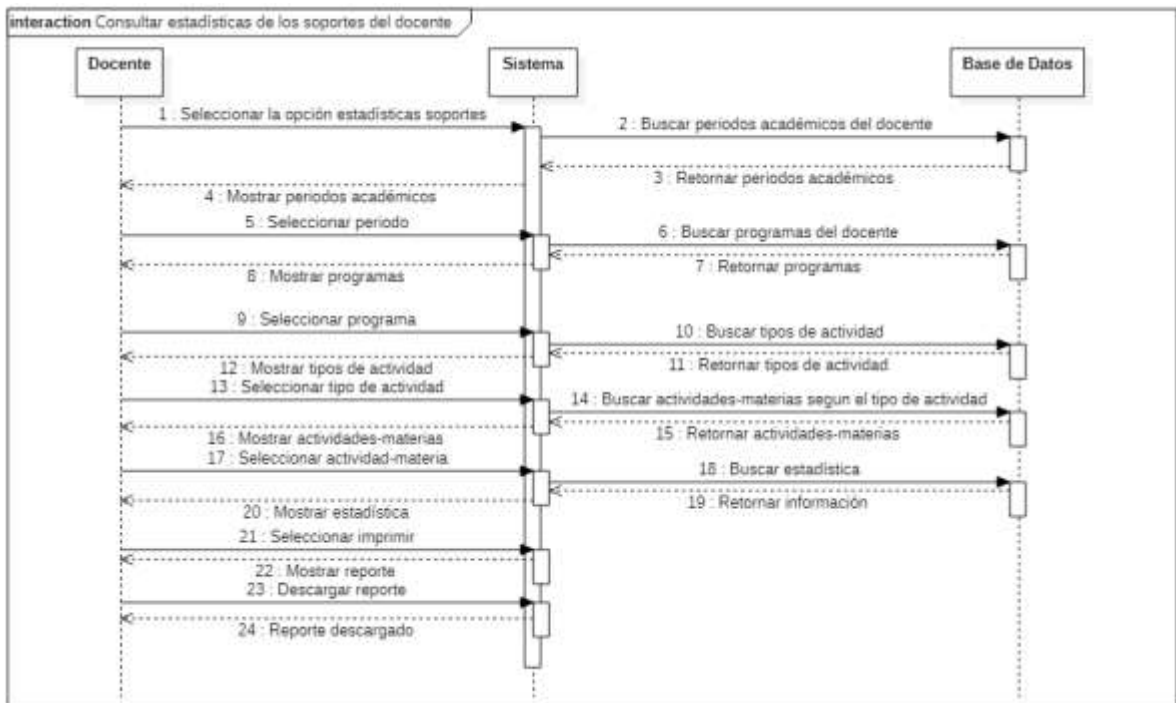 interaction Consultar estadísticas de los soportes del docente
Docente
Sistema
Base de Datos
1 : Seleccionar la opción estadísticas soportes
2 : Buscar periodos académicos del docente
3 : Retornar periodos académicos
4 : Mostrar periodos académicos
5 : Seleccionar periodo
6 : Buscar programas del docente
7 : Retornar programas
8 : Mostrar programas
9 : Seleccionar programa
10 : Buscar tipos de actividad
11 : Retornar tipos de actividad
12 : Mostrar tipos de actividad
13 : Seleccionar tipo de actividad
14 : Buscar actividades-materias segun el tipo de actividad
15 : Retornar actividades-materias
16 : Mostrar actividades-materias
17 : Seleccionar actividad-materia
18 : Buscar estadística
19 : Retornar información
20 : Mostrar estadística
21 : Seleccionar imprimir
22 : Mostrar reporte
23 : Descargar reporte
24 : Reporte descargado